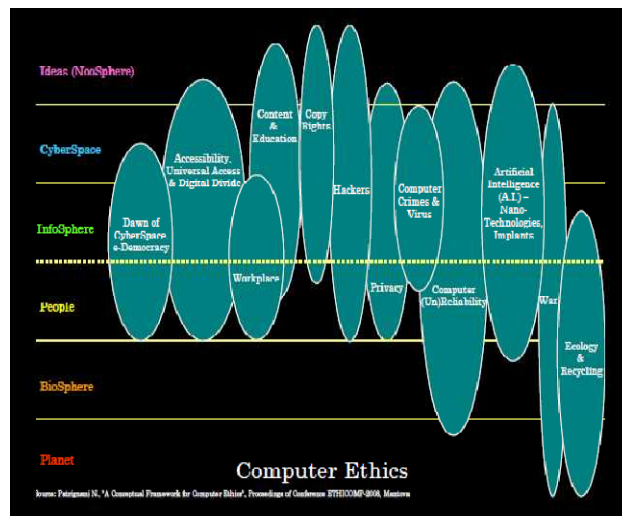 Ideas (NooSphere)
CyberSpace
InfoSphere
People
BioSphere
Planet
Dawn of
CyberSpace
e-Democracy
Accessibility,
Universal Access
& Digital Divide
Content
&
Education
Workplace
Copy
Rights
Hackers
Privacy
Computer
Crimes &
Virus
Computer
(Un)Reliability
Artificial
Intelligence
(A.I.) –
Nano-
Technologies,
Implants
War
Ecology
&
Recycling
Computer Ethics
Source: Patrignani N., "A Conceptual Framework for Computer Ethics", Proceedings of Conference ETHICOMP-2008, Mantova